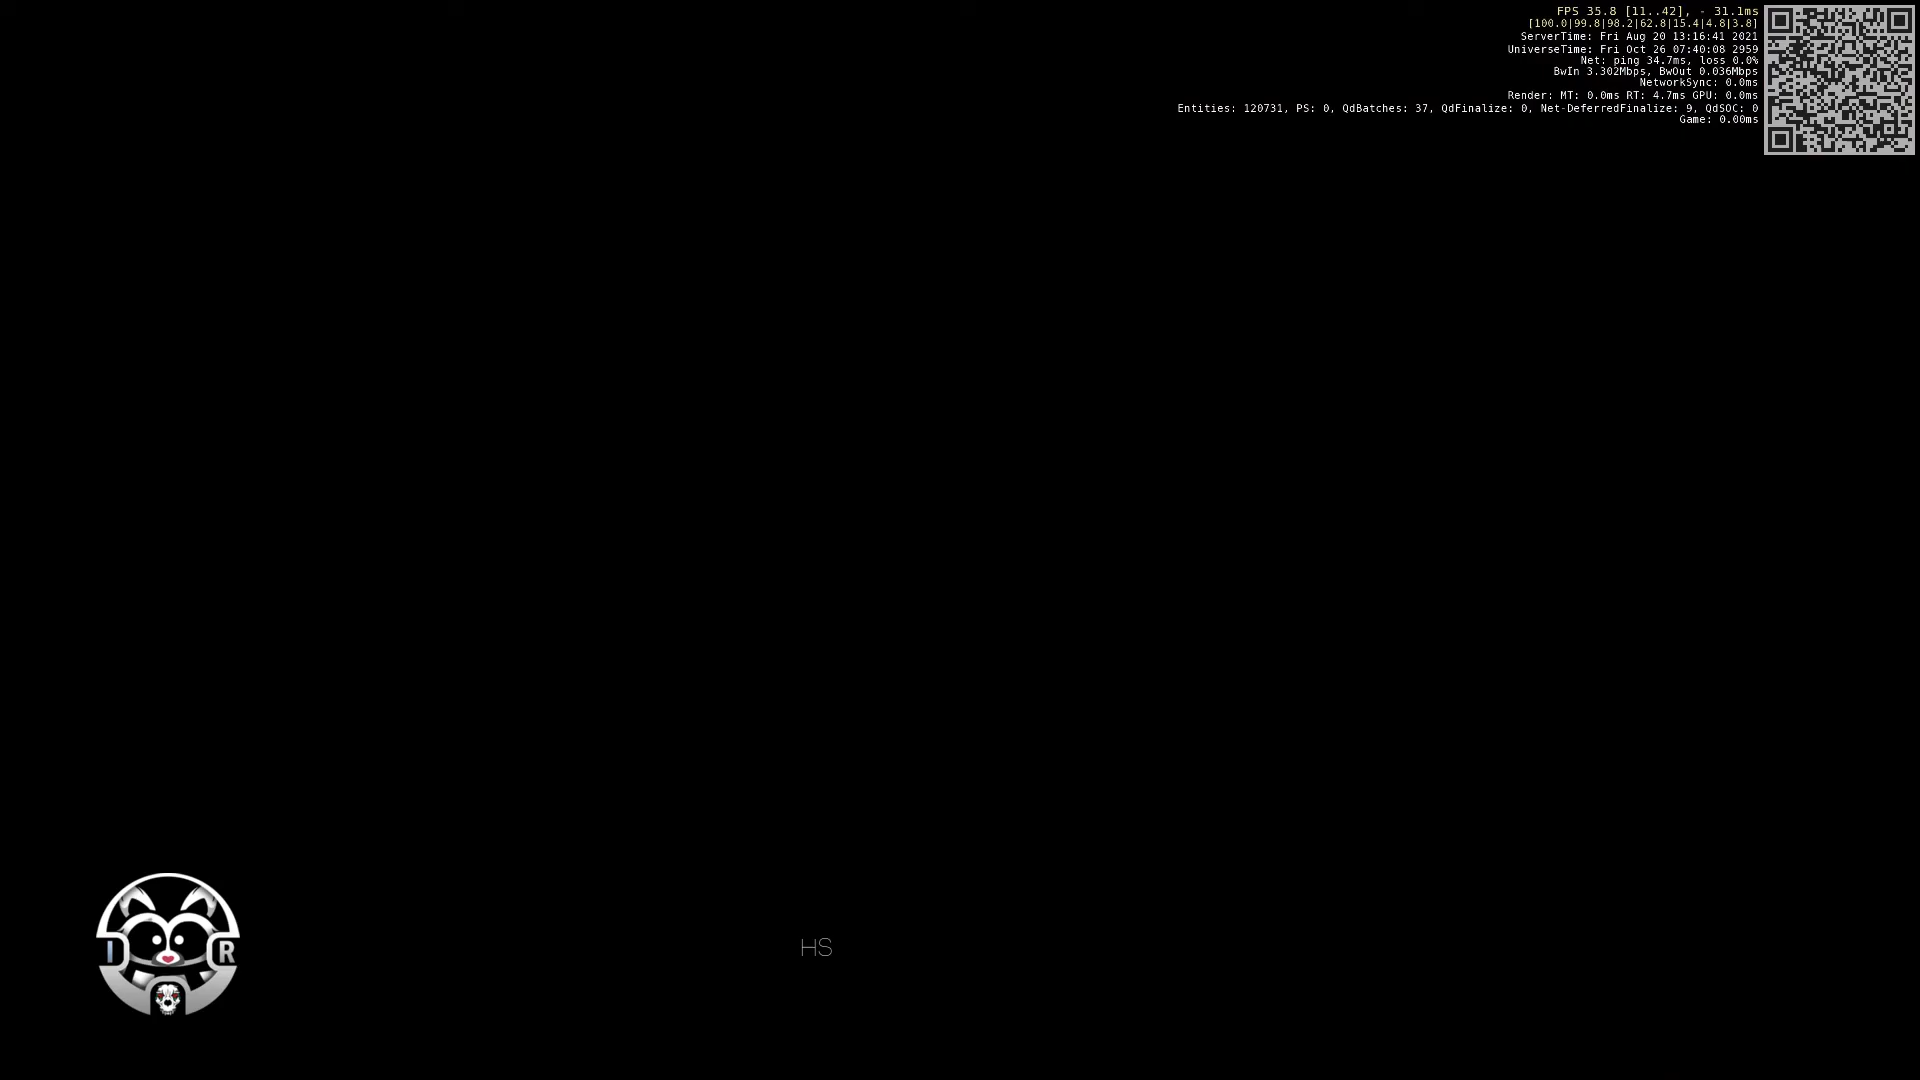 FPS 35.8 [11..42], - 31.1ms
[100.0|99.8|98.2|62.8|15.4|4.8|3.8]
ServerTime: Fri Aug 20 13:16:41 2021
UniverseTime: Fri Oct 26 07:40:08 2959
Net: ping 34.7ms, loss 0.0%
BwIn 3.302Mbps, BwOut 0.036Mbps
NetworkSync: 0.0ms
Render: MT: 0.0ms RT: 4.7ms GPU: 0.0ms
Entities: 120731, PS: 0, QdBatches: 37, QdFinalize: 0, Net-DeferredFinalize: 9, QdSOC: 0
Game: 0.00ms
I R
HS